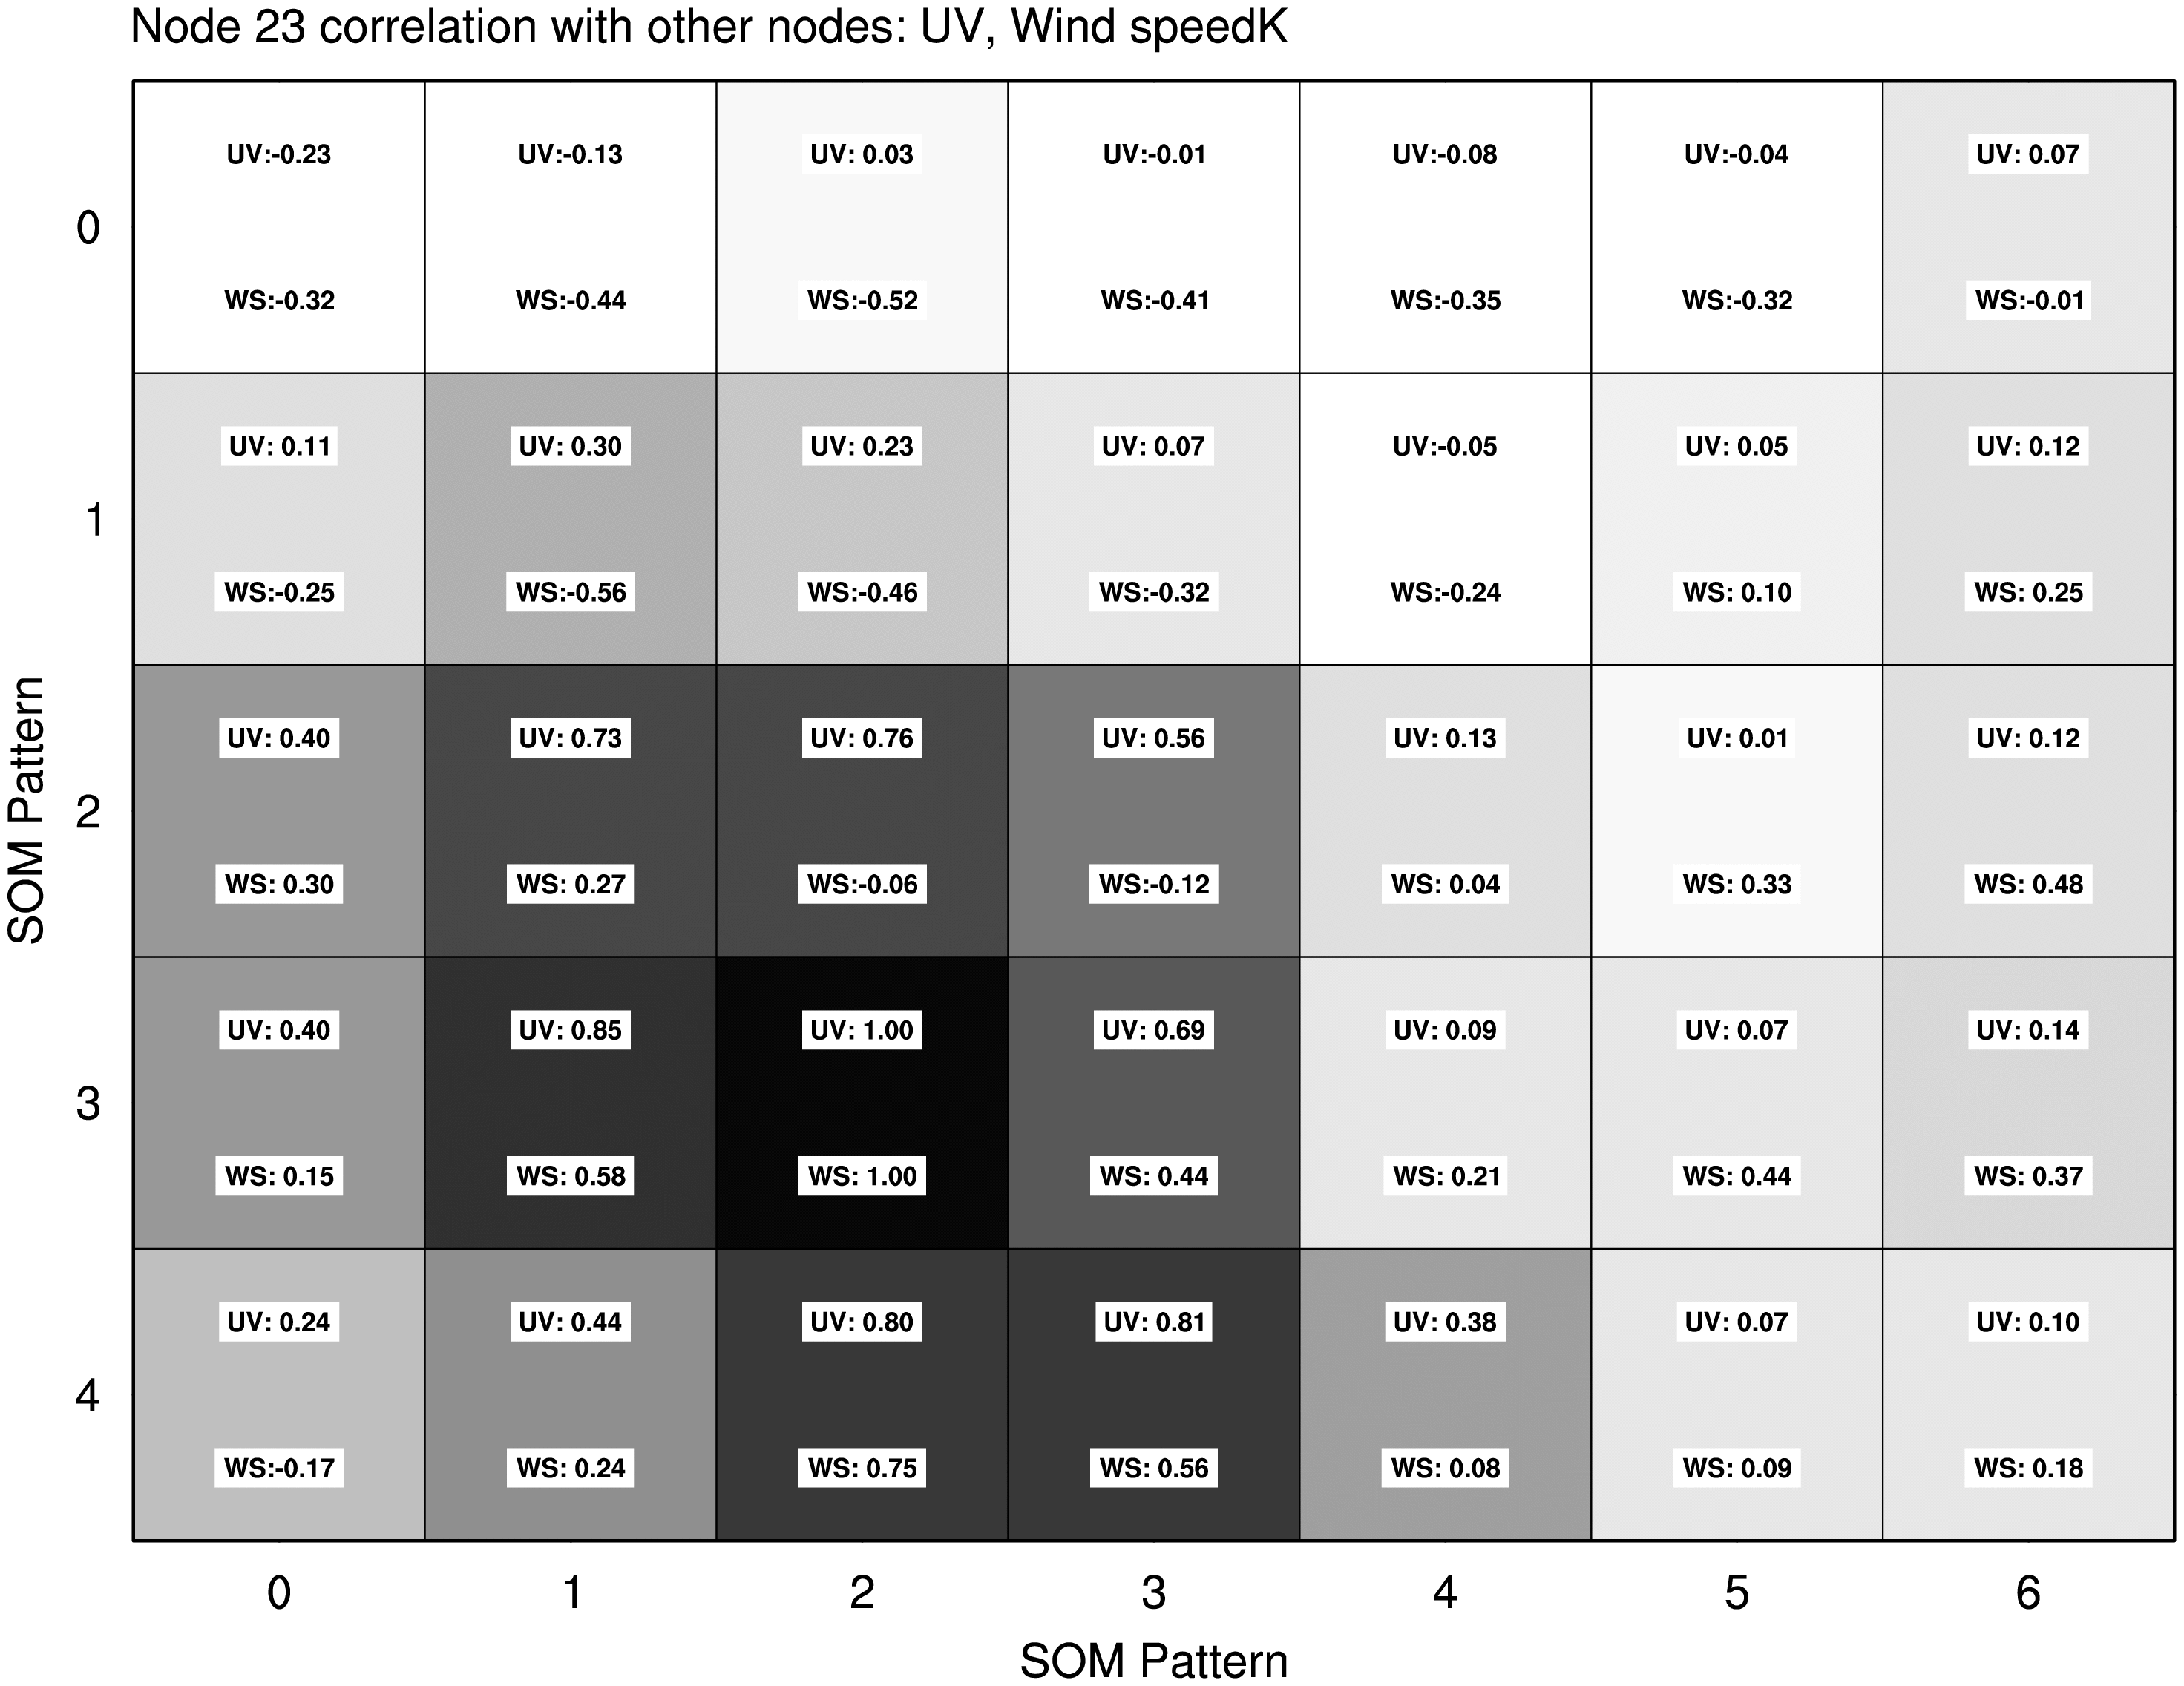 Node 23 correlation with other nodes: UV, Wind speedK
UV:-0.23 UV:-0.13 UV: 0.03 UV:-0.01 UV:-0.08 UV:-0.04 UV: 0.07
0
WS:-0.32 WS:-0.44 WS:-0.52 WS:-0.41 WS:-0.35 WS:-0.32 WS:-0.01
UV: 0.11 UV: 0.30 UV: 0.23 UV: 0.07 UV:-0.05 UV: 0.05 UV: 0.12
1
WS:-0.25 WS:-0.56 WS:-0.46 WS:-0.32 WS:-0.24 WS: 0.10 WS: 0.25
SOM Pattern
UV: 0.40 UV: 0.73 UV: 0.76 UV: 0.56 UV: 0.13 UV: 0.01 UV: 0.12
2
WS: 0.30 WS: 0.27 WS:-0.06 WS:-0.12 WS: 0.04 WS: 0.33 WS: 0.48
UV: 0.40 UV: 0.85 UV: 1.00 UV: 0.69 UV: 0.09 UV: 0.07 UV: 0.14
3
WS: 0.15 WS: 0.58 WS: 1.00 WS: 0.44 WS: 0.21 WS: 0.44 WS: 0.37
UV: 0.24 UV: 0.44 UV: 0.80 UV: 0.81 UV: 0.38 UV: 0.07 UV: 0.10
4
WS:-0.17 WS: 0.24 WS: 0.75 WS: 0.56 WS: 0.08 WS: 0.09 WS: 0.18
0 1 2 3 4 5 6
SOM Pattern